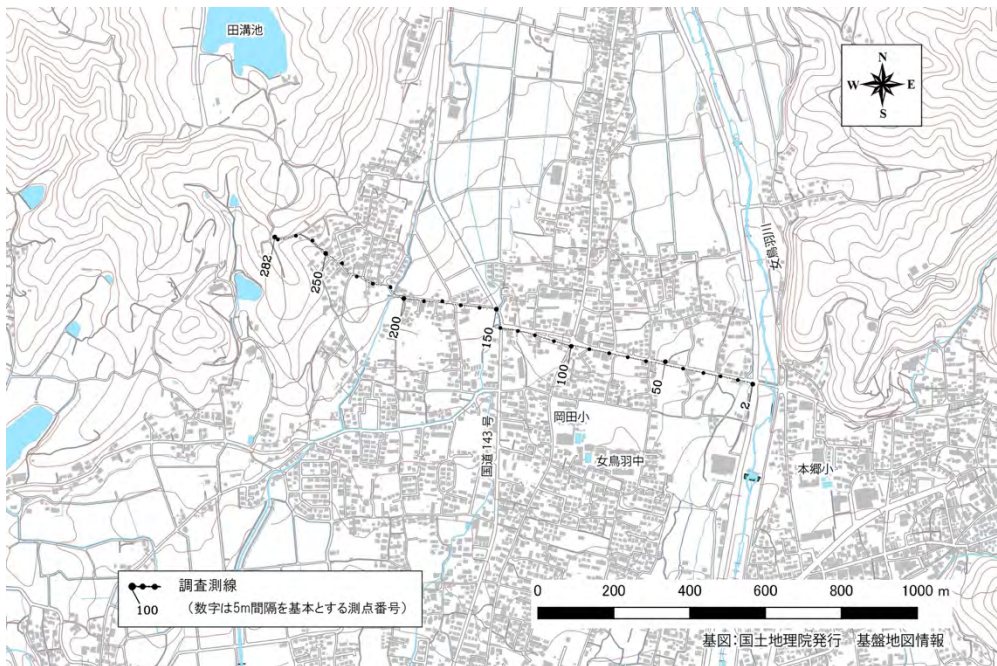 田溝池
N
W E
S
女鳥羽川
282
250
200
150
100
50
2
岡田小
女鳥羽中
国道143号
本郷小
調査測線
100
（数字は5m間隔を基本とする測点番号）
0 200 400 600 800 1000 m
基図：国土地理院発行 基盤地図情報